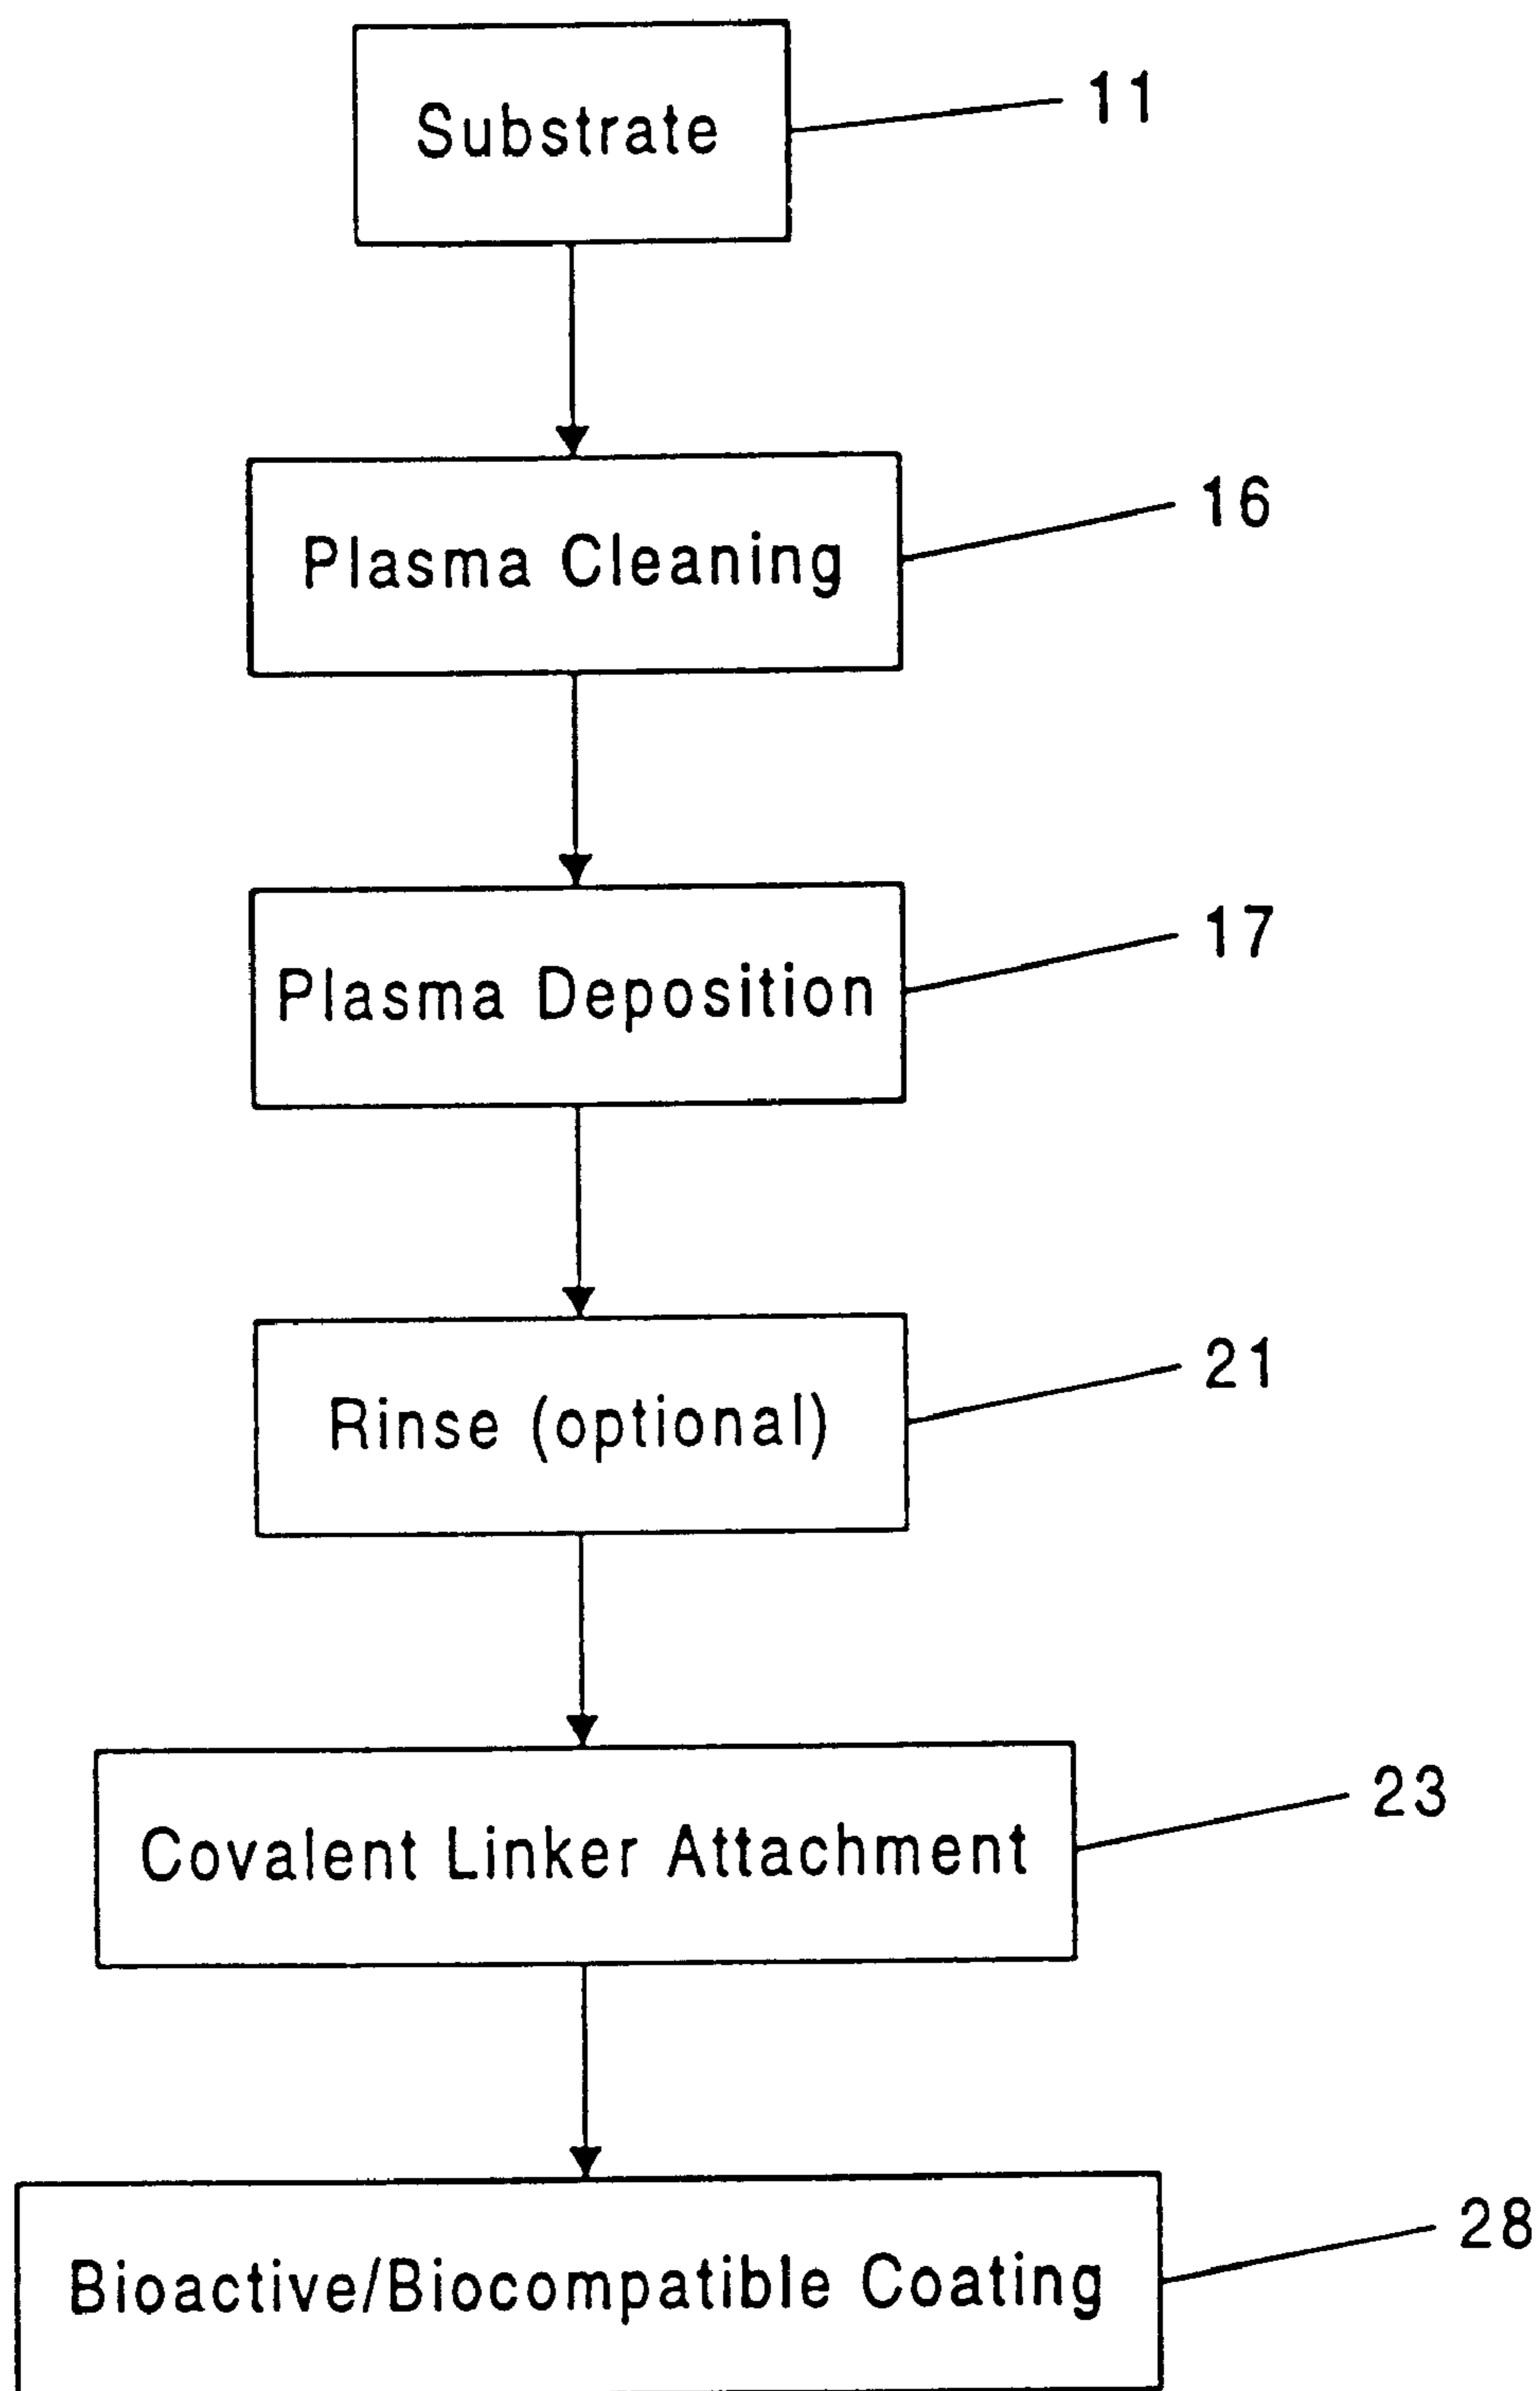 Substrate
11
Plasma Cleaning
16
Plasma Deposition
17
Rinse (optional)
21
Covalent Linker Attachment
23
Bioactive/Biocompatible Coating
28